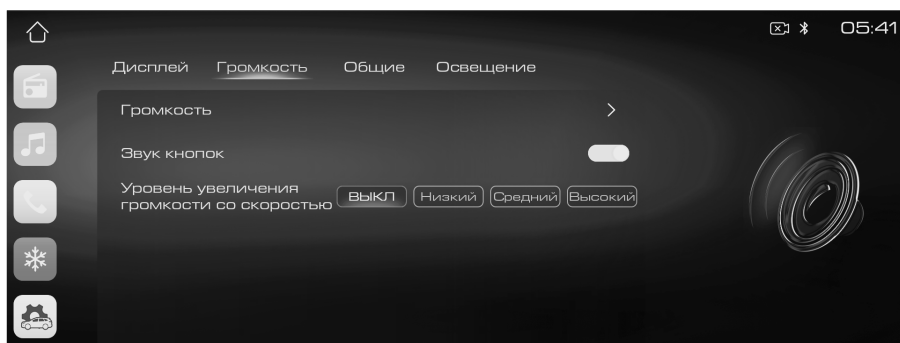 05:41
Дисплей Громкость Общие Освещение
Громкость
Звук кнопок
Уровень увеличения
громкости со скоростью ВЫКЛ Низкий Средний Высокий